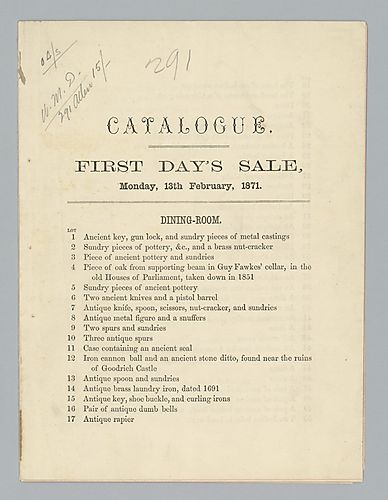 291
CATALOGUE.
FIRST DAY'S SALE,
Monday, 13th February, 1871.
DINING-ROOM.
LOT
1 Ancient key, gun lock, and sundry pieces of metal castings
2 Sundry pieces of pottery, &c., and a brass nut-cracker
3 Piece of ancient pottery and sundries
4 Piece of oak from supporting beam in Guy Fawkes' cellar, in the
old Houses of Parliament, taken down in 1851
5 Sundry pieces of ancient pottery
6 Two ancient knives and a pistol barrel
7 Antique knife, spoon, scissors, nut-cracker, and sundries
8 Antique metal figure and a snuffers
9 Two spurs and sundries
10 Three antique spurs
11 Case containing an ancient seal
12 Iron cannon ball and an ancient stone ditto, found near the ruins
of Goodrich Castle
13 Antique spoon and sundries
14 Antique brass laundry iron, dated 1691
15 Antique key, shoe buckle, and curling irons
16 Pair of antique dumb bells
17 Antique rapier